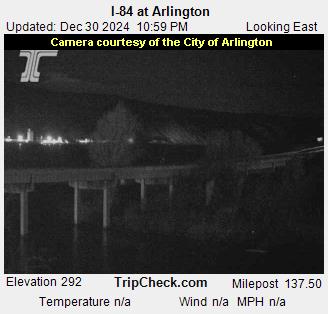 I-84 at Arlington
Updated: Dec 30 2024 10:59 PM Looking East
Camera courtesy of the City of Arlington
Elevation 292 TripCheck.com Milepost 137.50
Temperature n/a Wind n/a MPH n/a